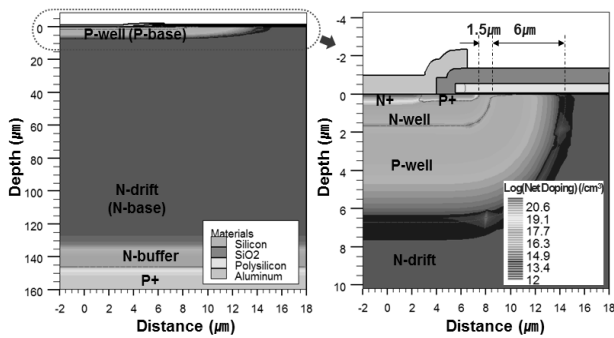 P-well (P-base)
N-drift
(N-base)
N-buffer
P+
Materials
Silicon
SiO2
Polysilicon
Aluminum
0
20
40
60
80
100
120
140
160
Depth (㎛)
-2 0 2 4 6 8 10 12 14 16 18
Distance (㎛)
1.5㎛ 6㎛
N+ P+
N-well
P-well
N-drift
Log(Net Doping) (/cm³)
20.6
19.1
17.7
16.3
14.9
13.4
12
-4
-2
0
2
4
6
8
10
Depth (㎛)
-2 0 2 4 6 8 10 12 14 16 18
Distance (㎛)